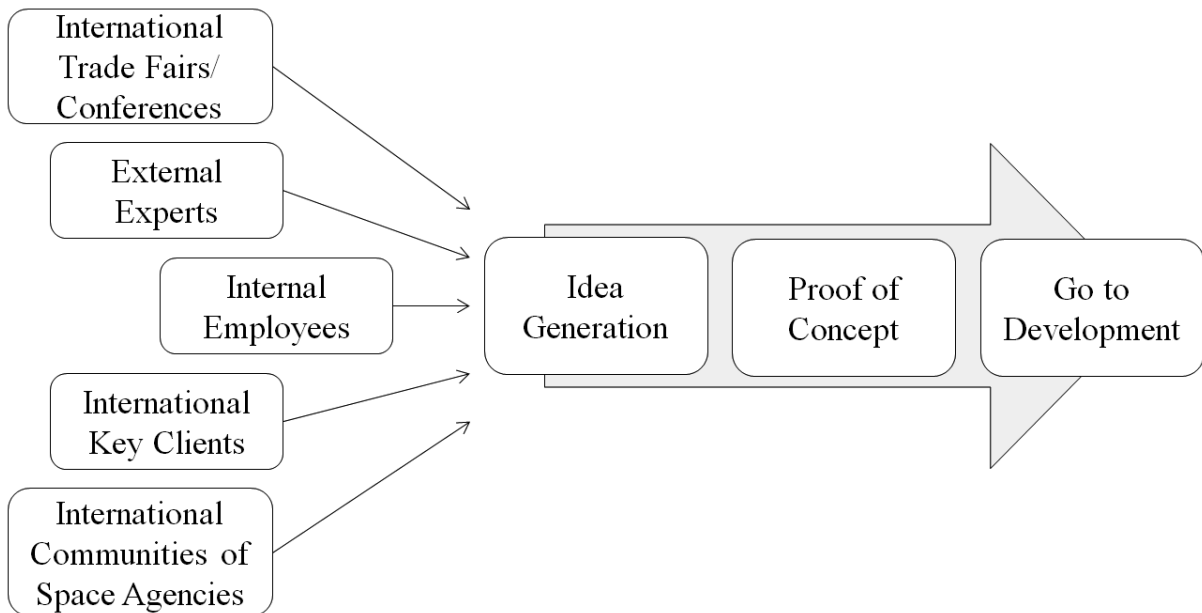 International
Trade Fairs/
Conferences
External
Experts
Internal
Employees
International
Key Clients
International
Communities of
Space Agencies
Idea
Generation
Proof of
Concept
Go to
Development